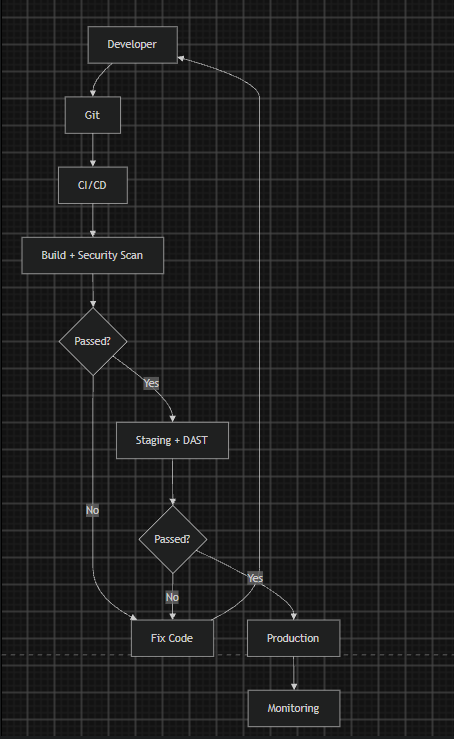 Developer
Git
CI/CD
Build + Security Scan
Passed?
Yes
Staging + DAST
No
Passed?
Yes
No
Fix Code
Production
Monitoring